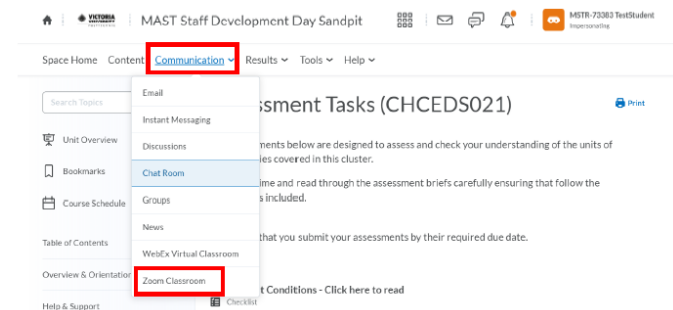 VICTORIA
MAST Staff Development Day Sandpit
MSTR-73383 TestStudent
Impersonating
Space Home Content Communication Results Tools Help
Search Topics
Unit Overview
Bookmarks
Course Schedule
Table of Contents
Overview & Orientation
Help & Support
Email
Instant Messaging
Discussions
Chat Room
Groups
News
WebEx Virtual Classroom
Zoom Classroom
ssment Tasks (CHCEDS021)
Print
ments below are designed to assess and check your understanding of the units of
ies covered in this cluster.
ime and read through the assessment briefs carefully ensuring that follow the
s included.
that you submit your assessments by their required due date.
t Conditions - Click here to read
Checklist